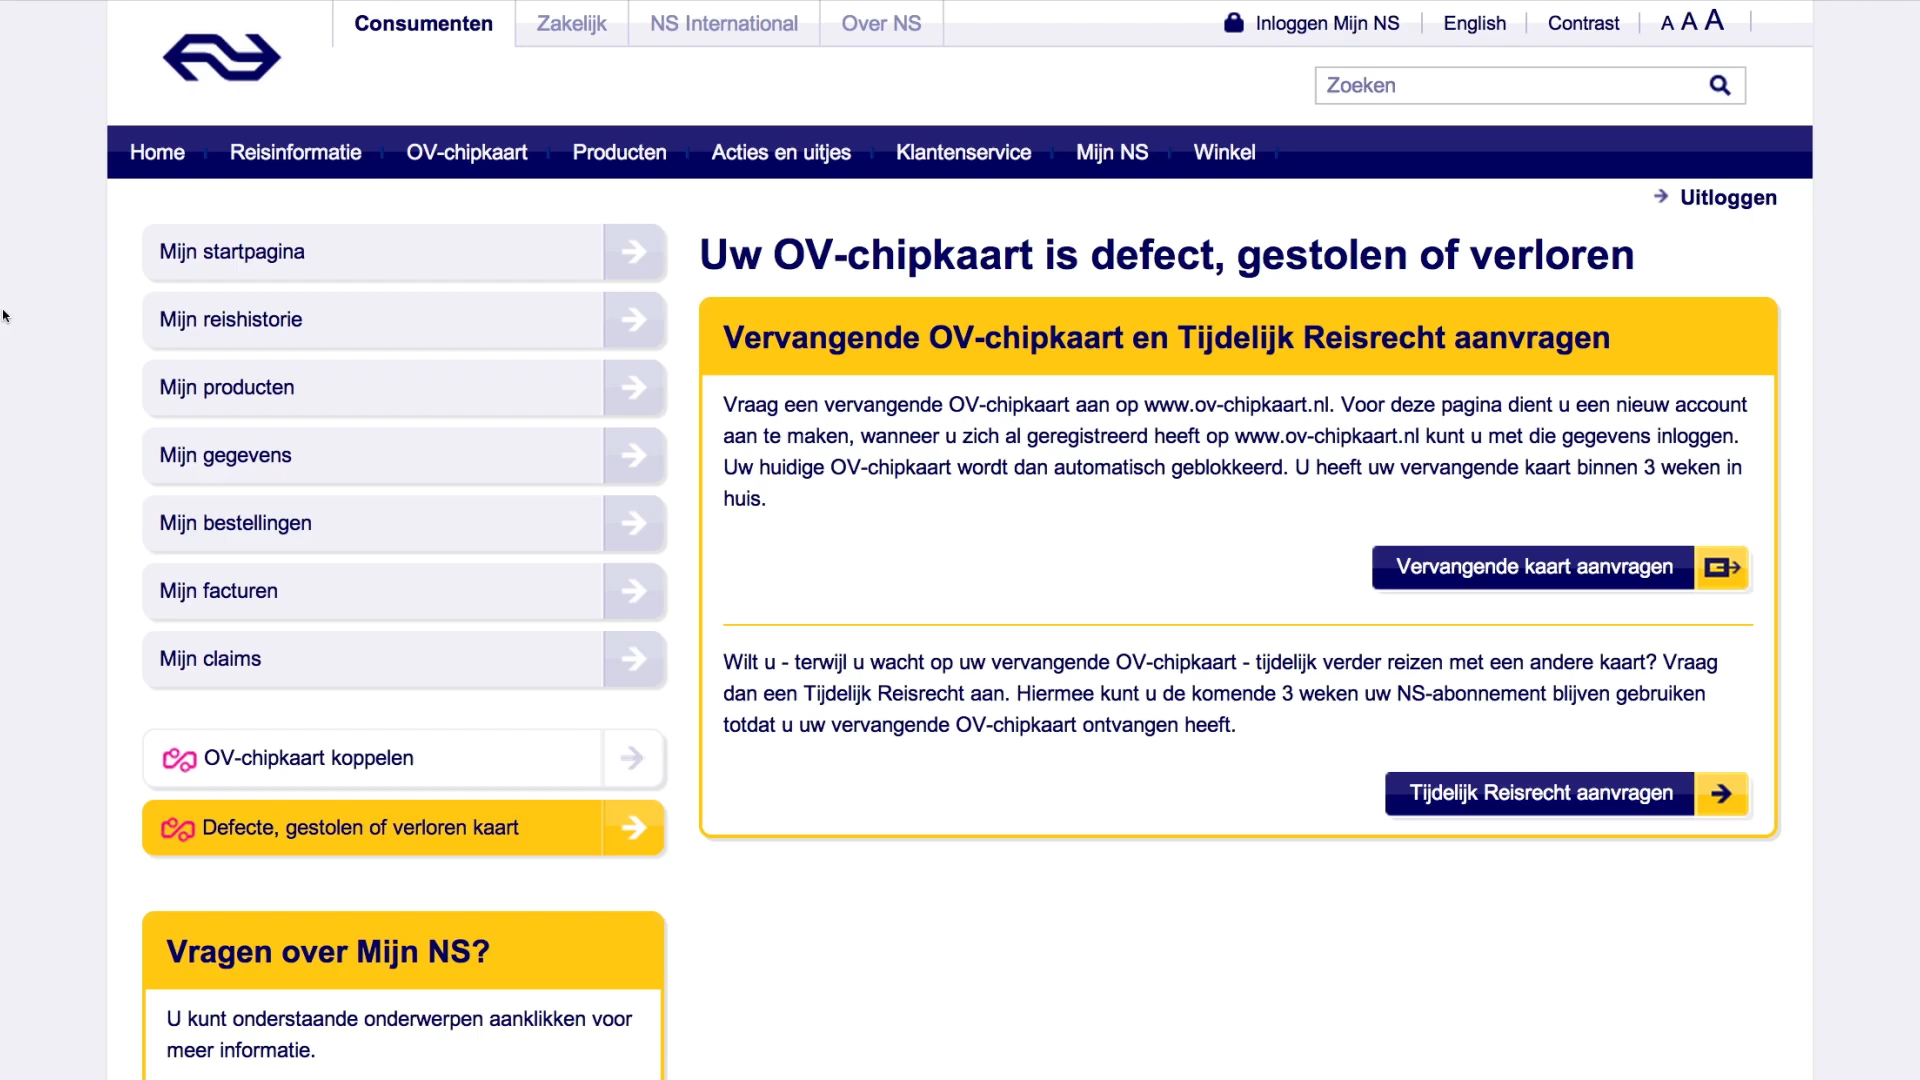 Consumenten
Zakelijk
NS International
Over NS
Inloggen Mijn NS
English
Contrast
A A A
Zoeken
Home
Reisinformatie
OV-chipkaart
Producten
Acties en uitjes
Klantenservice
Mijn NS
Winkel
Uitloggen
Mijn startpagina
Mijn reishistorie
Mijn producten
Mijn gegevens
Mijn bestellingen
Mijn facturen
Mijn claims
OV-chipkaart koppelen
Defecte, gestolen of verloren kaart
Vragen over Mijn NS?
U kunt onderstaande onderwerpen aanklikken voor
meer informatie.
Uw OV-chipkaart is defect, gestolen of verloren
Vervangende OV-chipkaart en Tijdelijk Reisrecht aanvragen
Vraag een vervangende OV-chipkaart aan op www.ov-chipkaart.nl. Voor deze pagina dient u een nieuw account
aan te maken, wanneer u zich al geregistreerd heeft op www.ov-chipkaart.nl kunt u met die gegevens inloggen.
Uw huidige OV-chipkaart wordt dan automatisch geblokkeerd. U heeft uw vervangende kaart binnen 3 weken in
huis.
Vervangende kaart aanvragen
Wilt u - terwijl u wacht op uw vervangende OV-chipkaart - tijdelijk verder reizen met een andere kaart? Vraag
dan een Tijdelijk Reisrecht aan. Hiermee kunt u de komende 3 weken uw NS-abonnement blijven gebruiken
totdat u uw vervangende OV-chipkaart ontvangen heeft.
Tijdelijk Reisrecht aanvragen